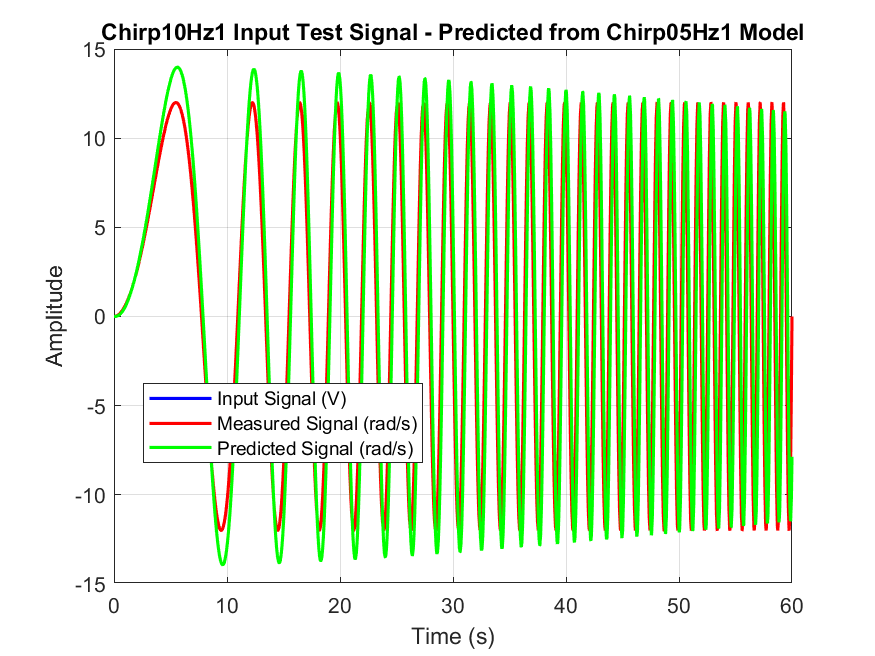 Chirp10Hz1 Input Test Signal - Predicted from Chirp05Hz1 Model
15
10
5
0
-5
-10
-15
Amplitude
Input Signal (V)
Measured Signal (rad/s)
Predicted Signal (rad/s)
0 10 20 30 40 50 60
Time (s)